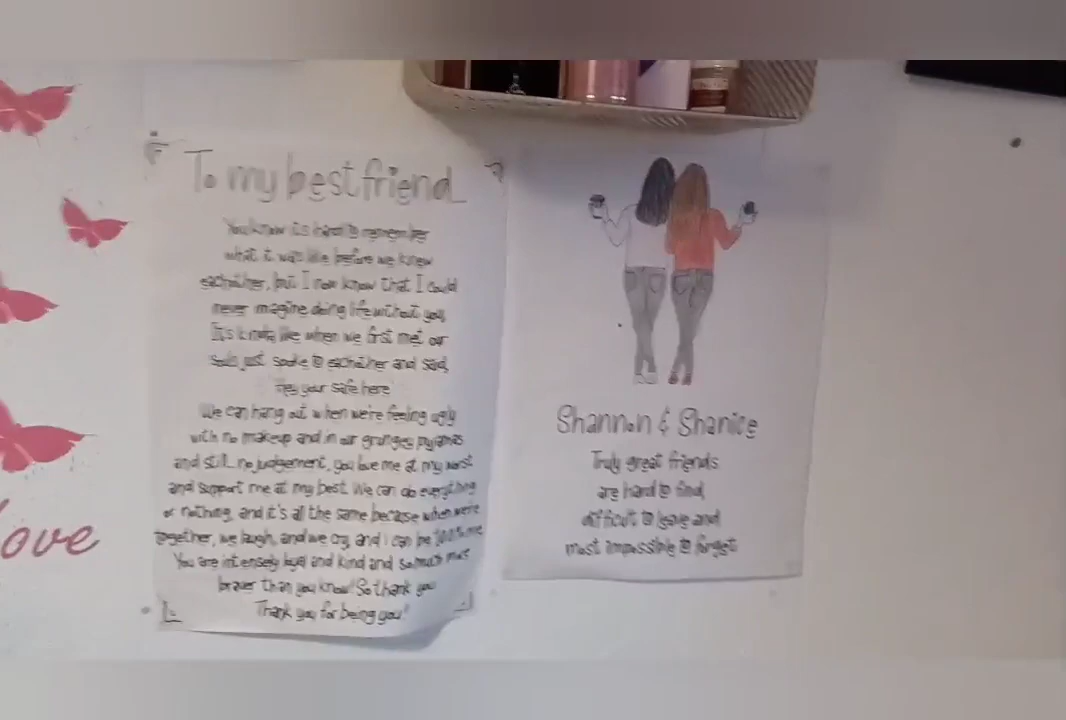 To my best friend
You know it's hard to remember
what it was like before we knew
eachother, but I now know that I could
never imagine doing life without you,
It's kinda like when we first met our
souls just spoke to eachother and said,
"Hey your safe here"
We can hang out when we're feeling ugly
with no makeup and in our grungey pyjamas
and still no judgement, you love me at my worst
and support me at my best. We can do everything
or nothing, and it's all the same because when we're
together, we laugh, and we cry, and I can be 100% me
You are intensely loyal and kind and so much more
braver than you know! So thank you
Thank you for being you!
Shannon & Shanice
Truly great friends
are hard to find,
difficult to leave and
most impossible to forget
love